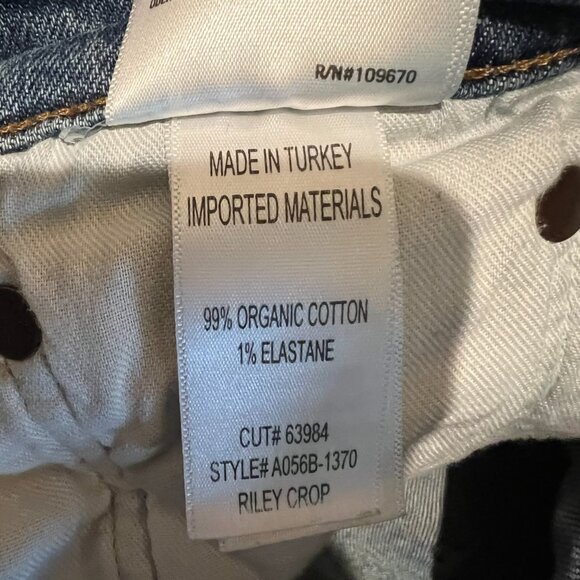 R/N#109670
MADE IN TURKEY
IMPORTED MATERIALS
99% ORGANIC COTTON
1% ELASTANE
CUT# 63984
STYLE# A056B-1370
RILEY CROP